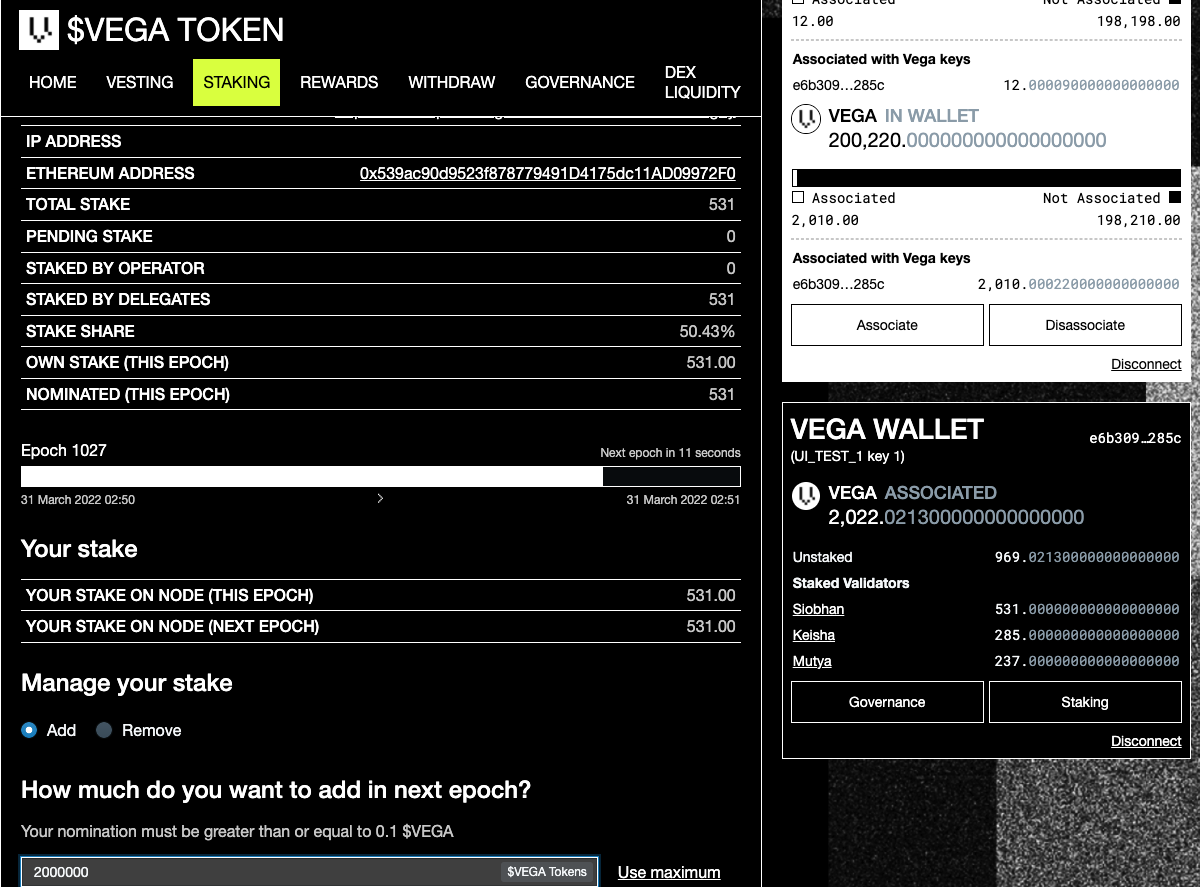 $VEGA TOKEN
HOME VESTING STAKING REWARDS WITHDRAW GOVERNANCE DEX LIQUIDITY
IP ADDRESS
ETHEREUM ADDRESS 0x539ac90d9523f878779491D4175dc11AD09972F0
TOTAL STAKE 531
PENDING STAKE 0
STAKED BY OPERATOR 0
STAKED BY DELEGATES 531
STAKE SHARE 50.43%
OWN STAKE (THIS EPOCH) 531.00
NOMINATED (THIS EPOCH) 531
Epoch 1027 Next epoch in 11 seconds
31 March 2022 02:50 31 March 2022 02:51
Your stake
YOUR STAKE ON NODE (THIS EPOCH) 531.00
YOUR STAKE ON NODE (NEXT EPOCH) 531.00
Manage your stake
Add Remove
How much do you want to add in next epoch?
Your nomination must be greater than or equal to 0.1 $VEGA
2000000 $VEGA Tokens Use maximum
Associated Not Associated
12.00 198,198.00
Associated with Vega keys
e6b309…285c 12.000090000000000000
VEGA IN WALLET
200,220.000000000000000000
Associated Not Associated
2,010.00 198,210.00
Associated with Vega keys
e6b309…285c 2,010.000220000000000000
Associate Disassociate
Disconnect
VEGA WALLET e6b309…285c
(UI_TEST_1 key 1)
VEGA ASSOCIATED
2,022.021300000000000000
Unstaked 969.021300000000000000
Staked Validators
Siobhan 531.000000000000000000
Keisha 285.000000000000000000
Mutya 237.000000000000000000
Governance Staking
Disconnect